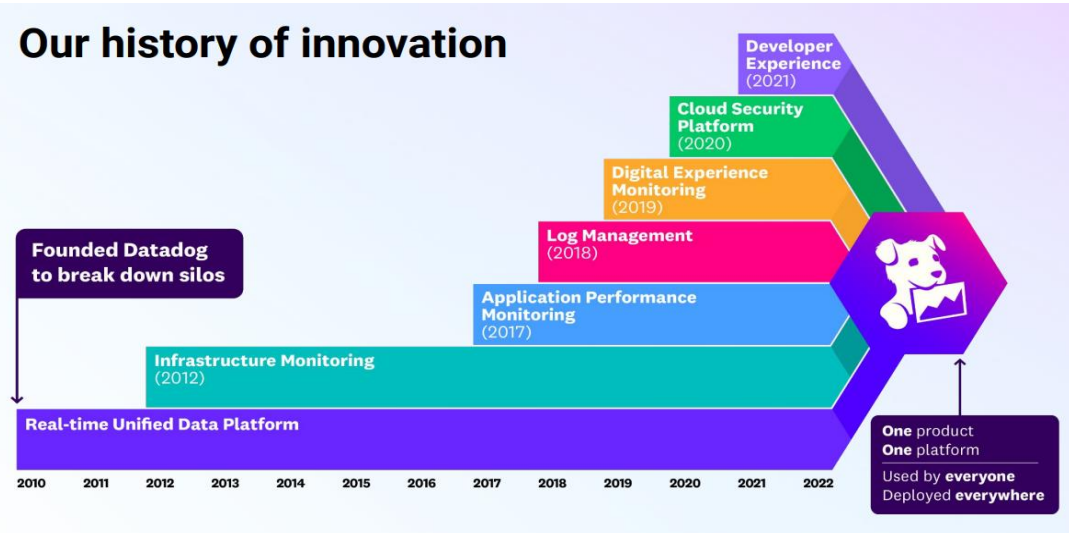 Our history of innovation
Developer
Experience
(2021)
Cloud Security
Platform
(2020)
Digital Experience
Monitoring
(2019)
Log Management
(2018)
Founded Datadog
to break down silos
Application Performance
Monitoring
(2017)
Infrastructure Monitoring
(2012)
Real-time Unified Data Platform
One product
One platform
Used by everyone
Deployed everywhere
2010 2011 2012 2013 2014 2015 2016 2017 2018 2019 2020 2021 2022